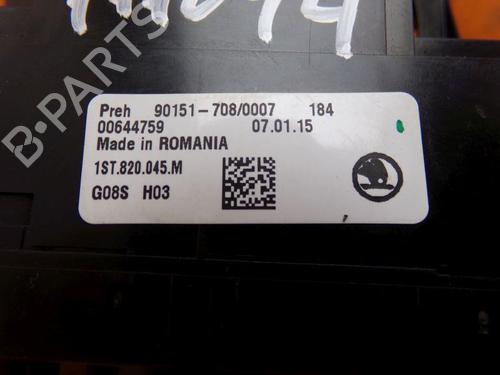 Preh 90151-708/0007 184
00644759 07.01.15
Made in ROMANIA
1ST.820.045.M
G08S H03
B-PARTS